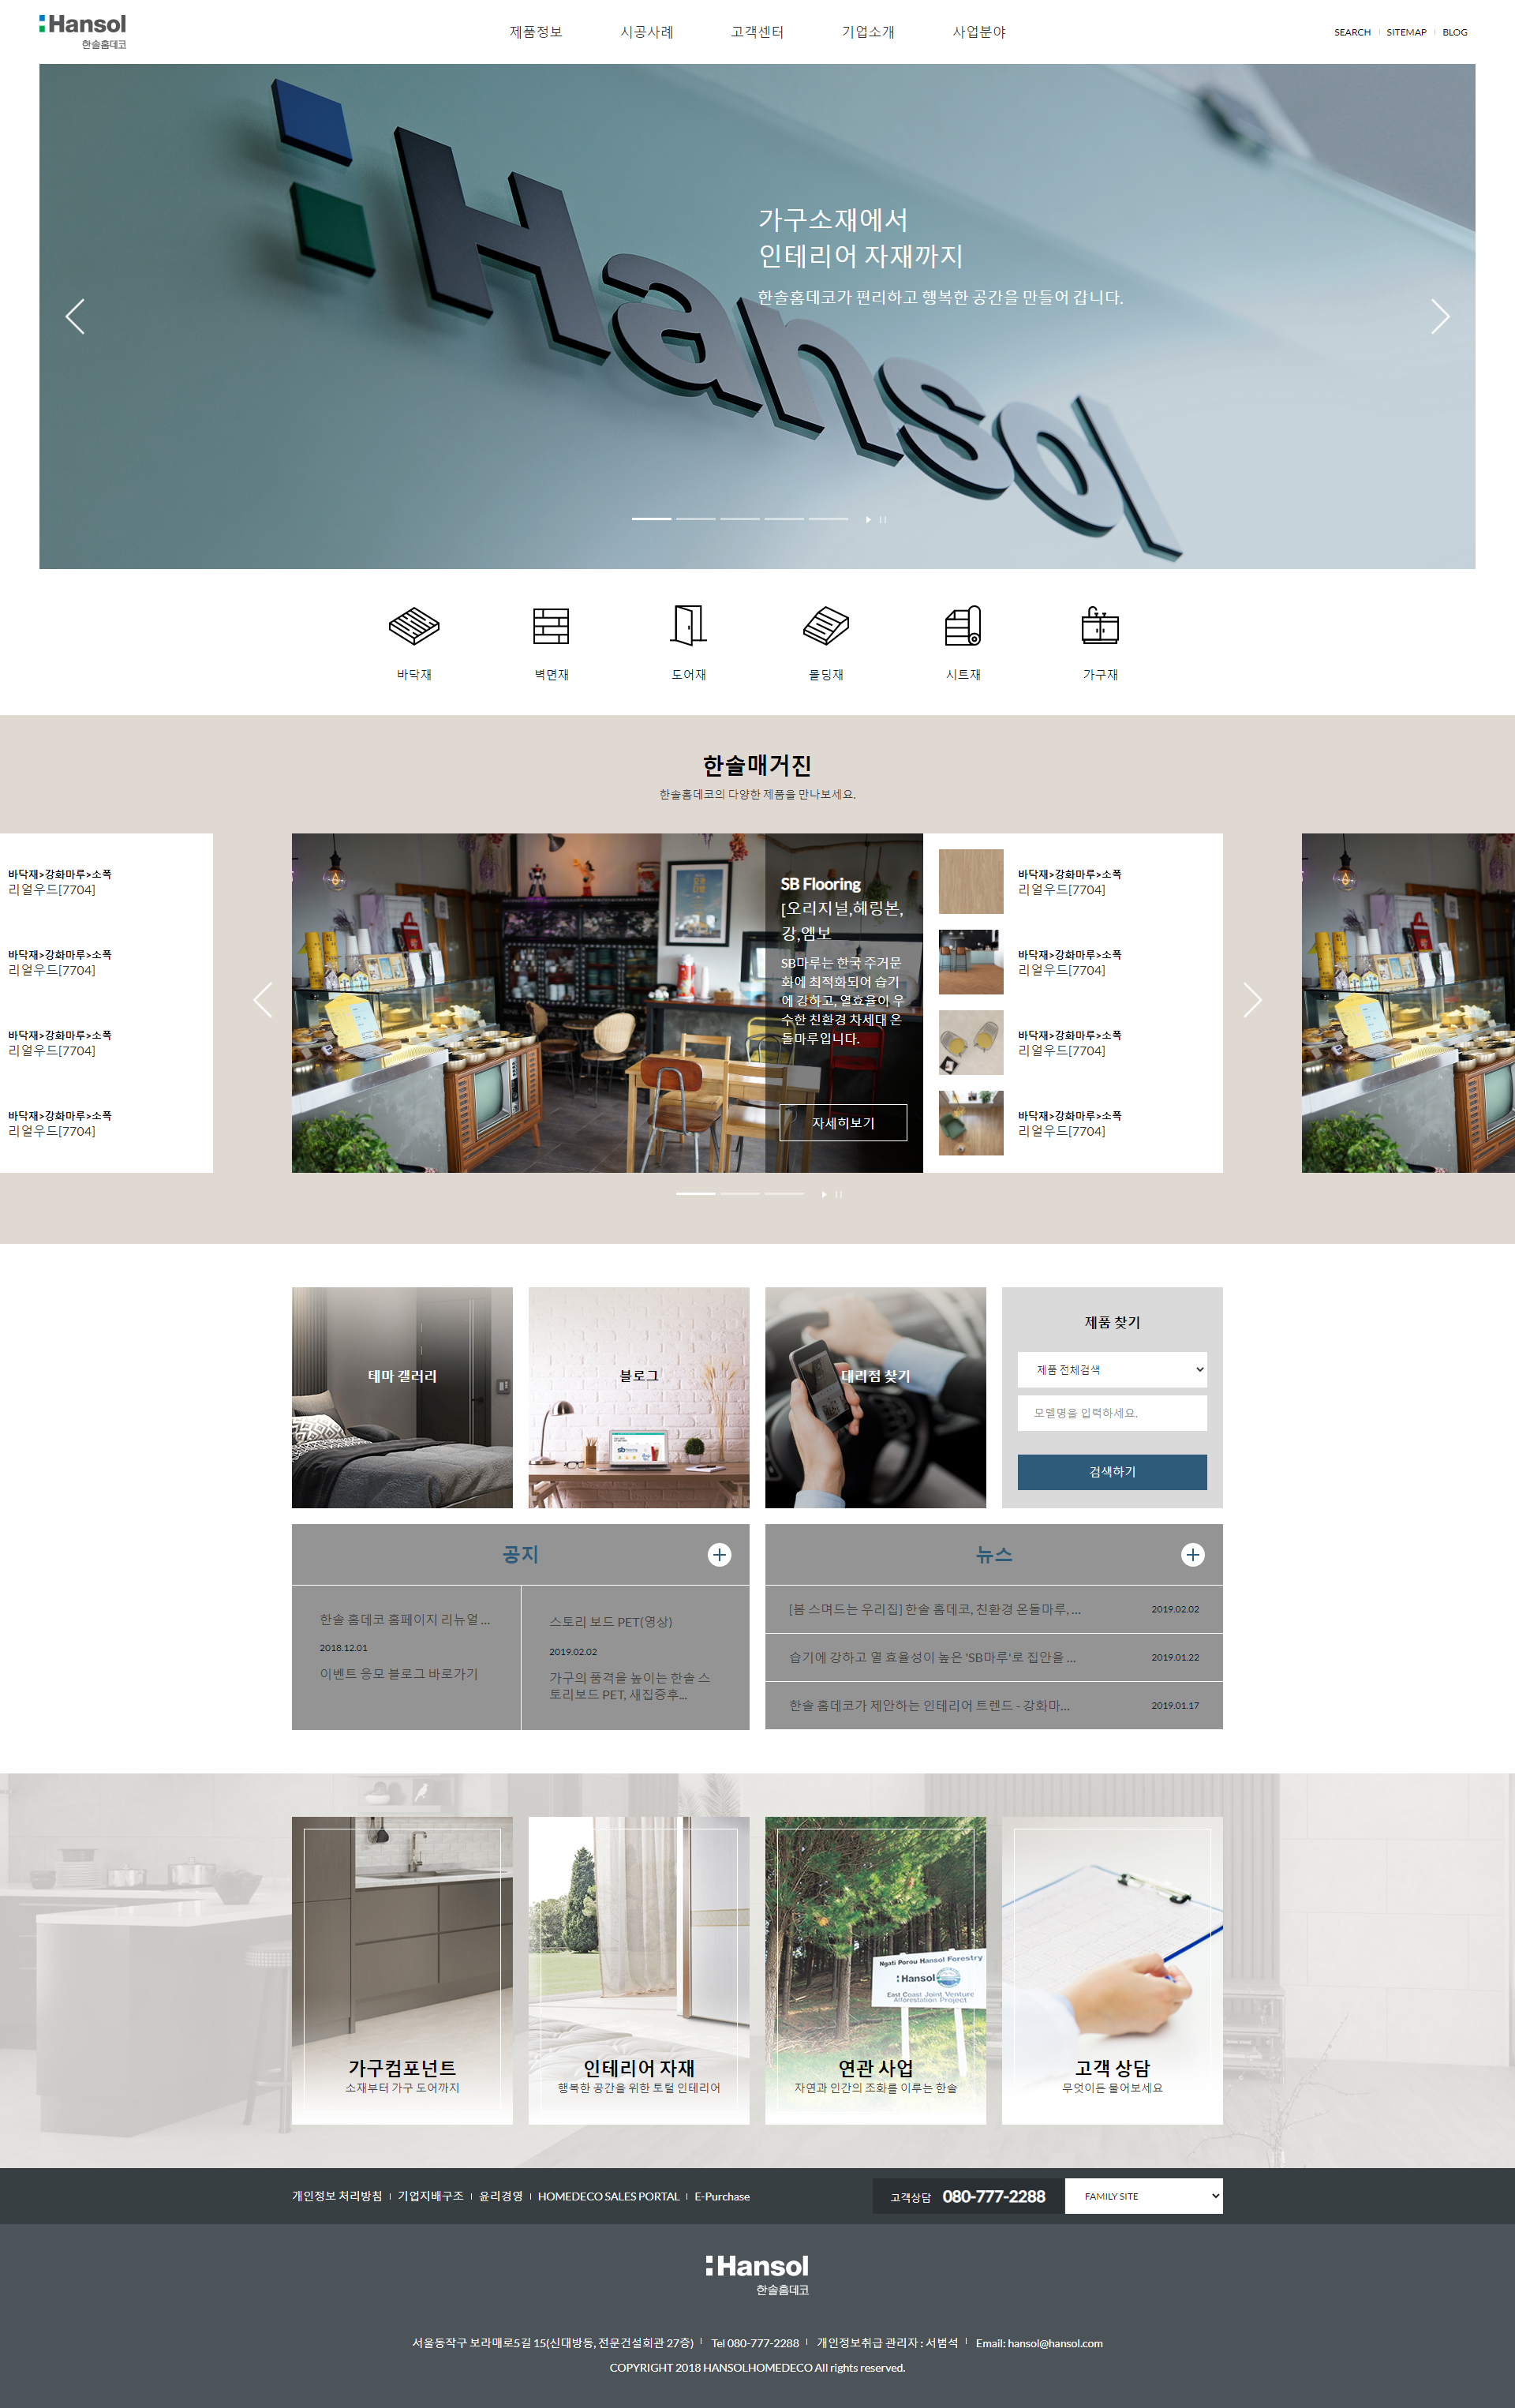 Hansol
한솔홈데코
제품정보
시공사례
고객센터
기업소개
사업분야
SEARCH
SITEMAP
BLOG
Hansol
가구소재에서
인테리어 자재까지
한솔홈데코가 편리하고 행복한 공간을 만들어 갑니다.
바닥재
벽면재
도어재
몰딩재
시트재
가구재
한솔매거진
한솔홈데코의 다양한 제품을 만나보세요.
바닥재>강화마루>소폭
리얼우드[7704]
바닥재>강화마루>소폭
리얼우드[7704]
바닥재>강화마루>소폭
리얼우드[7704]
바닥재>강화마루>소폭
리얼우드[7704]
SB Flooring
[오리지널,헤링본,
강,엠보
SB마루는 한국 주거문
화에 최적화되어 습기
에 강하고, 열효율이 우
수한 친환경 차세대 온
돌마루입니다.
자세히보기
바닥재>강화마루>소폭
리얼우드[7704]
바닥재>강화마루>소폭
리얼우드[7704]
바닥재>강화마루>소폭
리얼우드[7704]
바닥재>강화마루>소폭
리얼우드[7704]
테마 갤러리
블로그
대리점 찾기
제품 찾기
제품 전체검색
모델명을 입력하세요.
검색하기
공지
한솔 홈데코 홈페이지 리뉴얼 ...
2018.12.01
이벤트 응모 블로그 바로가기
스토리 보드 PET(영상)
2019.02.02
가구의 품격을 높이는 한솔 스
토리보드 PET, 새집증후...
뉴스
[봄 스며드는 우리집] 한솔 홈데코, 친환경 온돌마루, ...
2019.02.02
습기에 강하고 열 효율성이 높은 'SB마루'로 집안을 ...
2019.01.22
한솔 홈데코가 제안하는 인테리어 트렌드 - 강화마...
2019.01.17
Ngati Porou Hansol Forestry
Hansol
East Coast Joint Venture
Afforestation Project
가구컴포넌트
소재부터 가구 도어까지
인테리어 자재
행복한 공간을 위한 토털 인테리어
연관 사업
자연과 인간의 조화를 이루는 한솔
고객 상담
무엇이든 물어보세요
개인정보 처리방침
기업지배구조
윤리경영
HOMEDECO SALES PORTAL
E-Purchase
고객상담 080-777-2288
FAMILY SITE
Hansol
한솔홈데코
서울동작구 보라매로5길 15(신대방동, 전문건설회관 27층)
Tel 080-777-2288
개인정보취급 관리자 : 서범석
Email: hansol@hansol.com
COPYRIGHT 2018 HANSOLHOMEDECO All rights reserved.